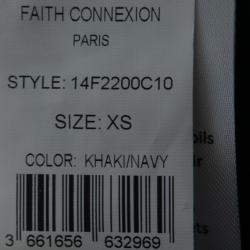 FAITH CONNEXION
PARIS
STYLE: 14F2200C10
SIZE: XS
COLOR: KHAKI/NAVY
3 661656 632969